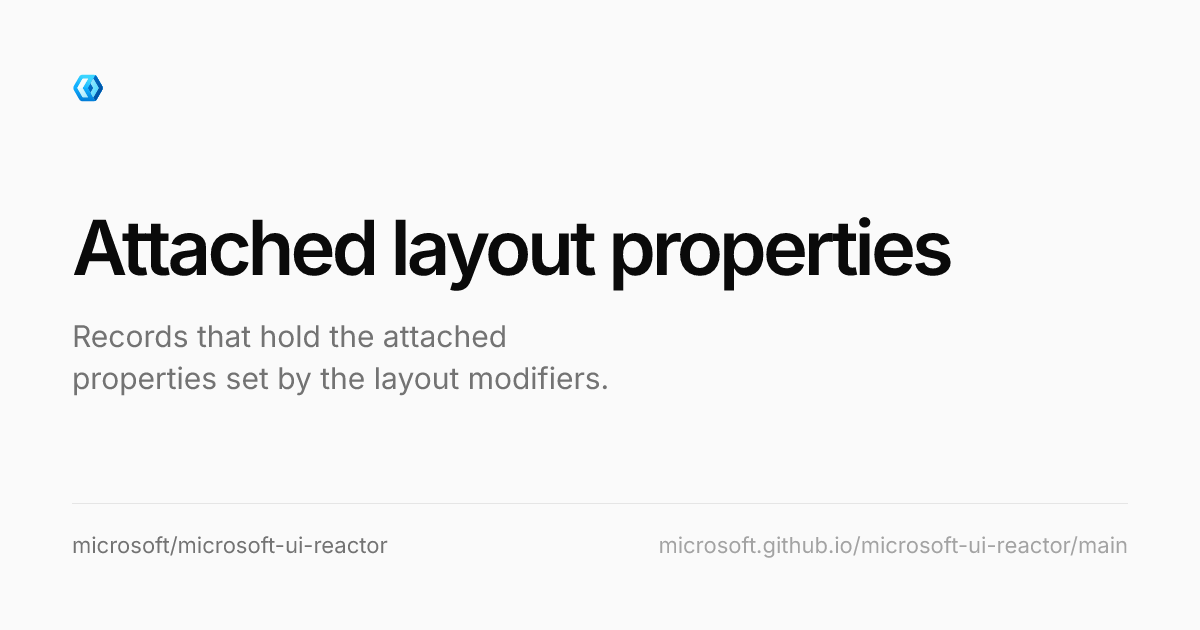 Attached layout properties
Records that hold the attached
properties set by the layout modifiers.
microsoft/microsoft-ui-reactor
microsoft.github.io/microsoft-ui-reactor/main